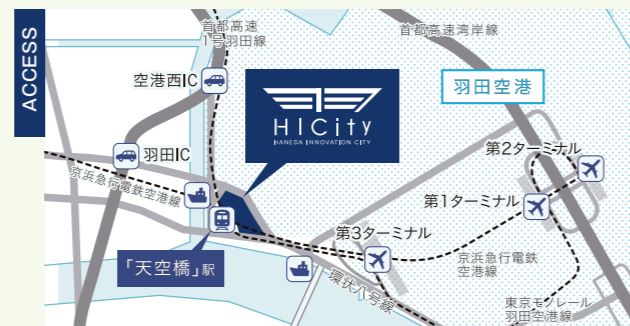 ACCESS
首都高速
1号羽田線
首都高速湾岸線
空港西IC
羽田空港
HICity
HANEDA INNOVATION CITY
羽田IC
第2ターミナル
京浜急行電鉄空港線
第1ターミナル
第3ターミナル
「天空橋」駅
京浜急行電鉄
空港線
環状八号線
東京モノレール
羽田空港線